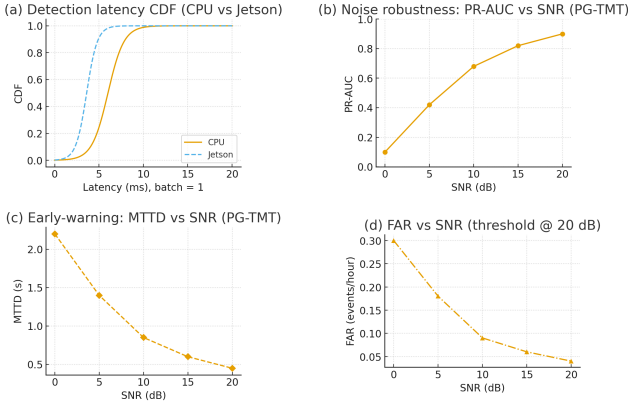 (a) Detection latency CDF (CPU vs Jetson)
1.0
0.8
0.6
0.4
0.2
0.0
CDF
CPU
Jetson
0 5 10 15 20
Latency (ms), batch = 1
(b) Noise robustness: PR-AUC vs SNR (PG-TMT)
1.0
0.8
0.6
0.4
0.2
0.0
PR-AUC
0 5 10 15 20
SNR (dB)
(c) Early-warning: MTTD vs SNR (PG-TMT)
2.0
1.5
1.0
0.5
MTTD (s)
0 5 10 15 20
SNR (dB)
(d) FAR vs SNR (threshold @ 20 dB)
0.30
0.25
0.20
0.15
0.10
0.05
FAR (events/hour)
0 5 10 15 20
SNR (dB)